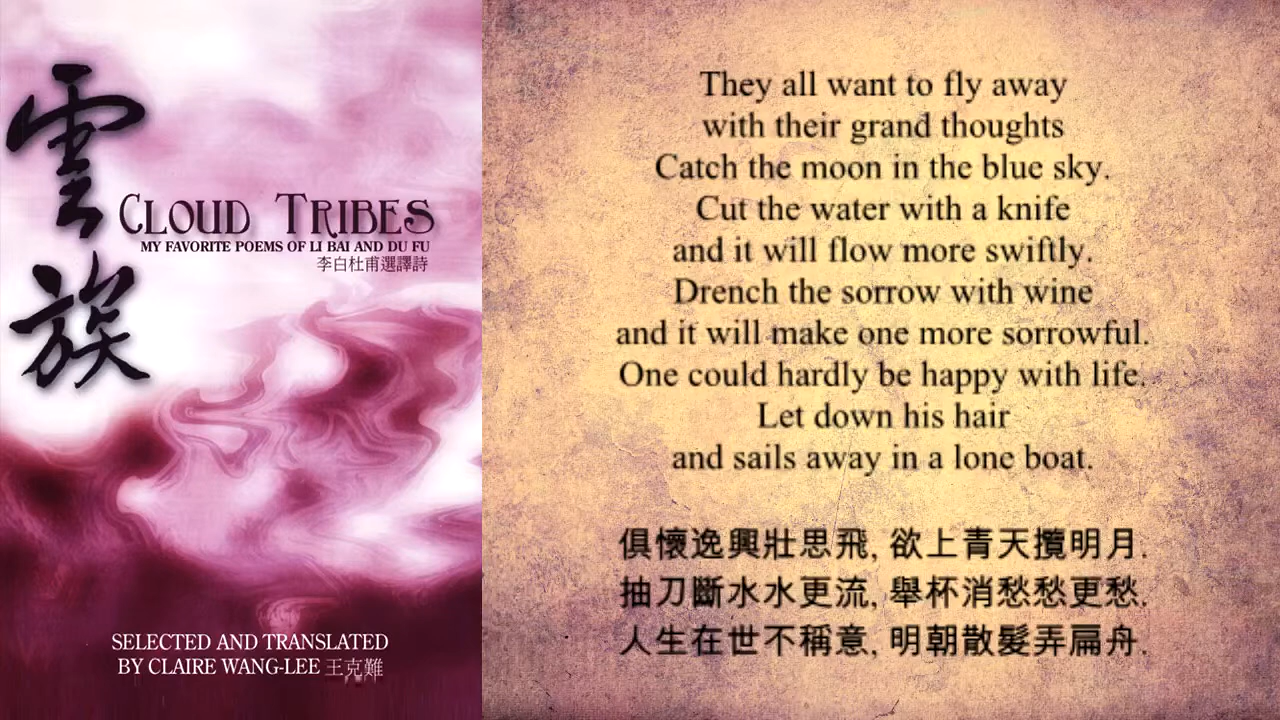 雲族
CLOUD TRIBES
MY FAVORITE POEMS OF LI BAI AND DU FU
李白杜甫選譯詩
SELECTED AND TRANSLATED
BY CLAIRE WANG-LEE 王克難
They all want to fly away
with their grand thoughts
Catch the moon in the blue sky.
Cut the water with a knife
and it will flow more swiftly.
Drench the sorrow with wine
and it will make one more sorrowful.
One could hardly be happy with life.
Let down his hair
and sails away in a lone boat.
俱懷逸興壯思飛, 欲上青天攬明月.
抽刀斷水水更流, 舉杯消愁愁更愁.
人生在世不稱意, 明朝散髮弄扁舟.